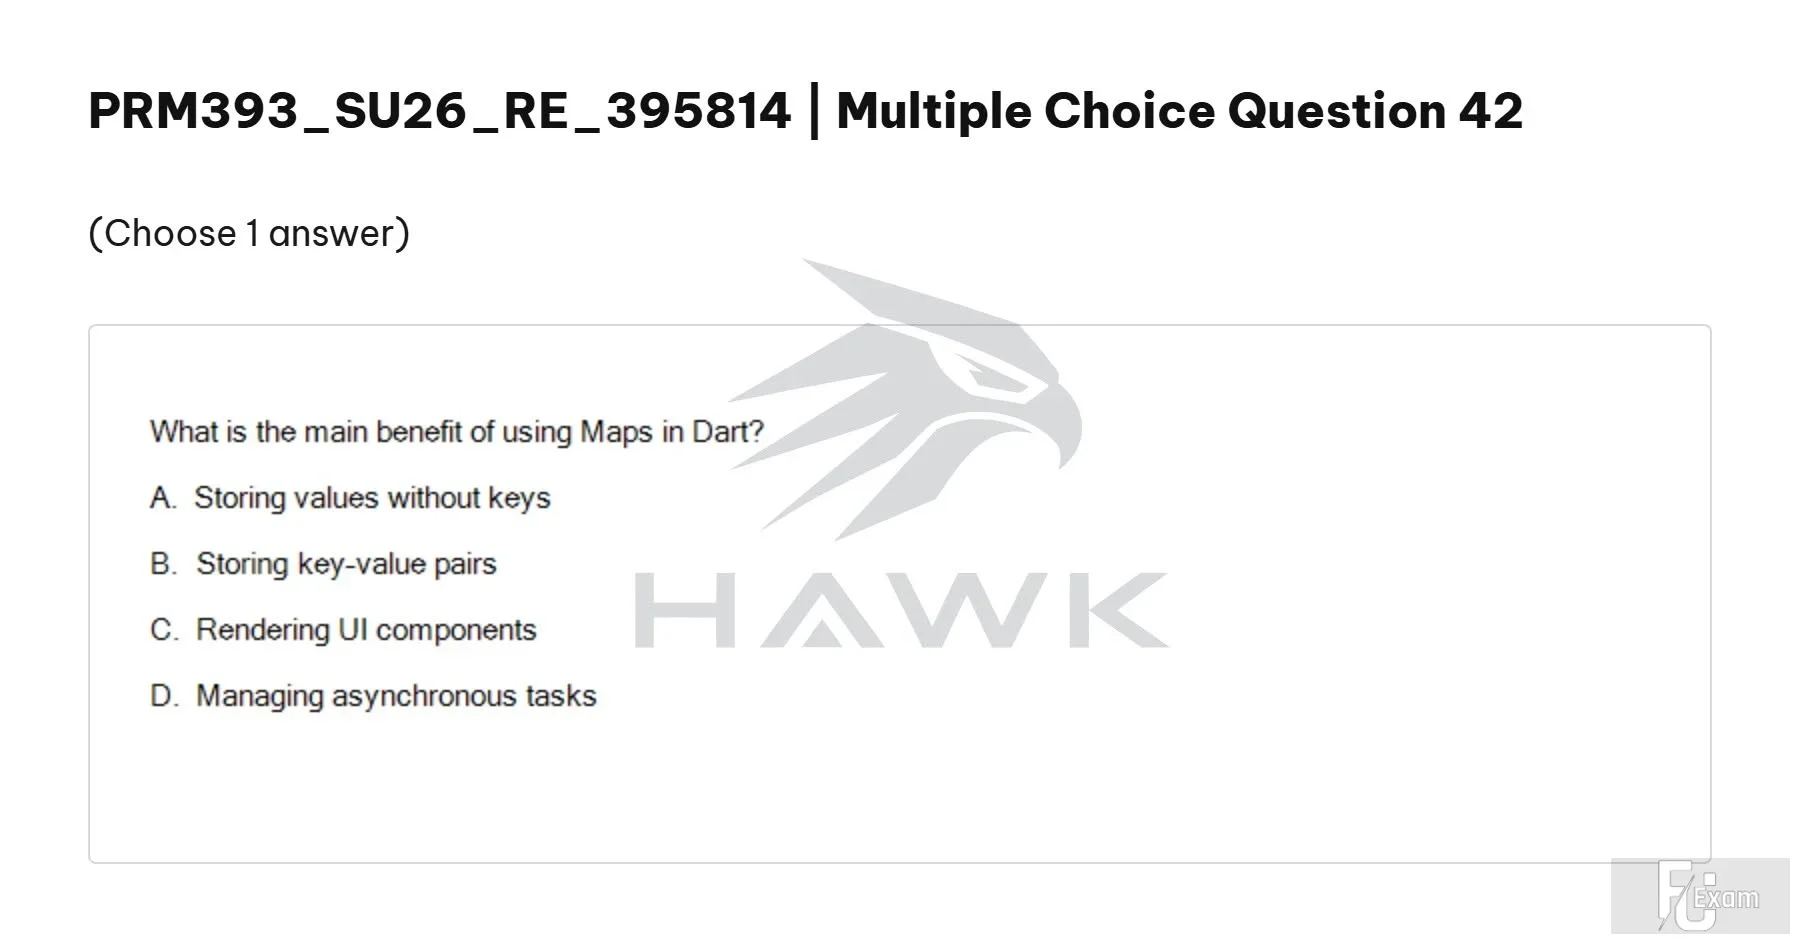 PRM393_SU26_RE_395814 | Multiple Choice Question 42
(Choose 1 answer)
What is the main benefit of using Maps in Dart?
A. Storing values without keys
B. Storing key-value pairs
C. Rendering UI components
D. Managing asynchronous tasks
HAWK
FU Exam